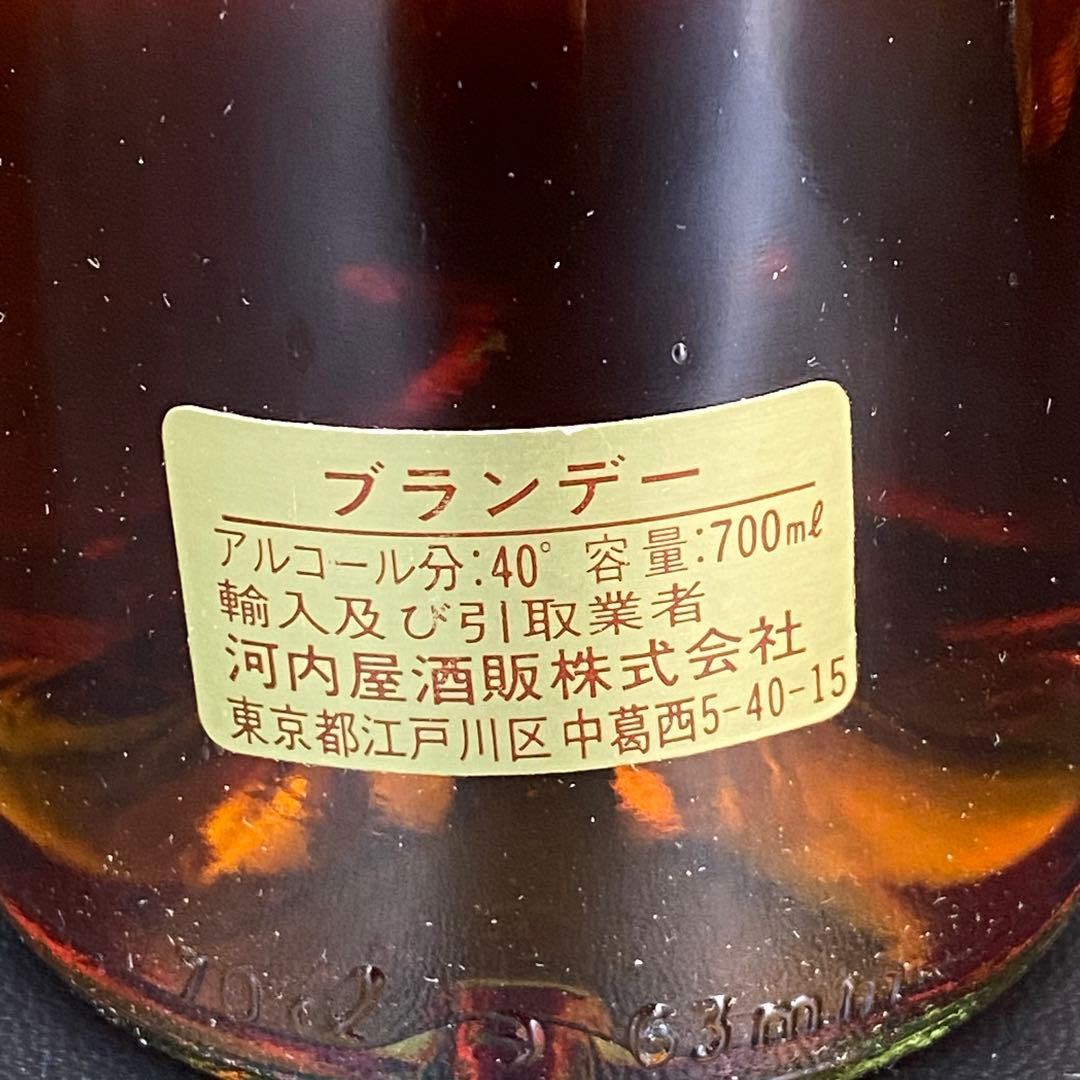 ブランデー
アルコール分:40° 容量:700mℓ
輸入及び引取業者
河内屋酒販株式会社
東京都江戸川区中葛西5-40-15
70cl 63mm